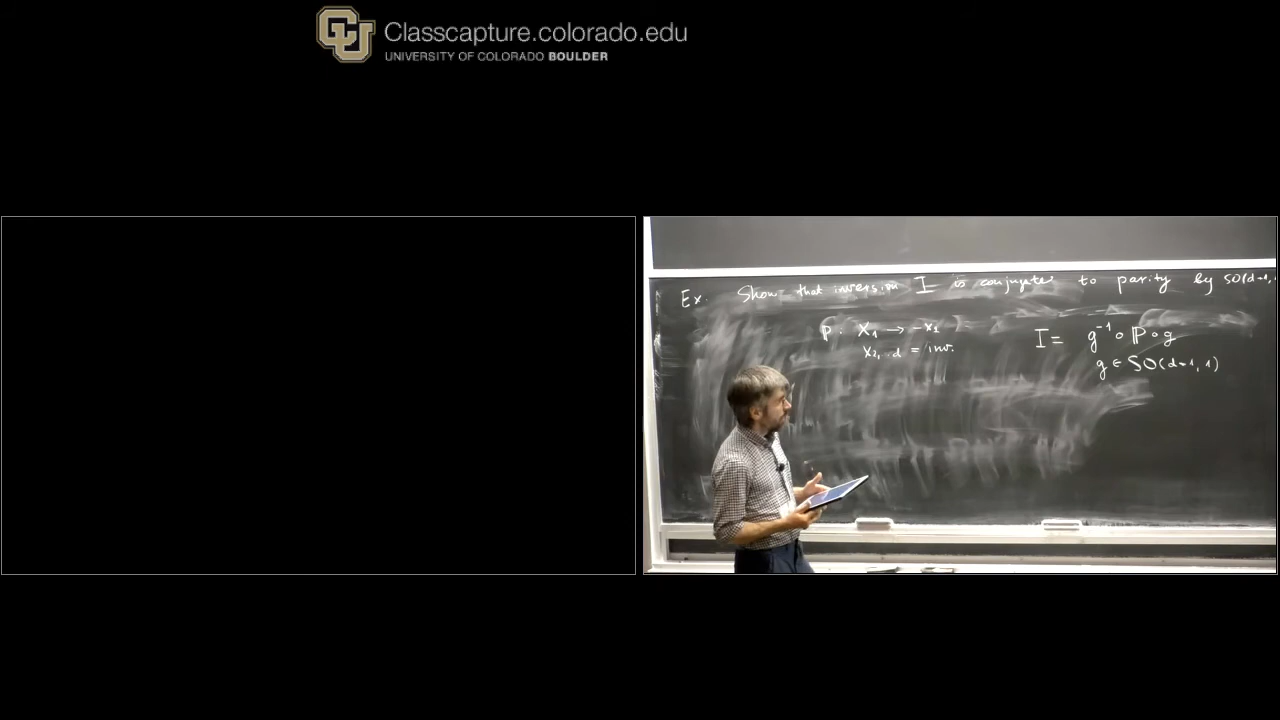 Classcapture.colorado.edu
UNIVERSITY OF COLORADO BOULDER
Ex. Show that inversion I is conjugate to parity by SO(d+1,
P. X₁ → -X₁
X₂,..d = inv.
I = g⁻¹ ∘ P ∘ g
g ∈ SO(d+1, 1)